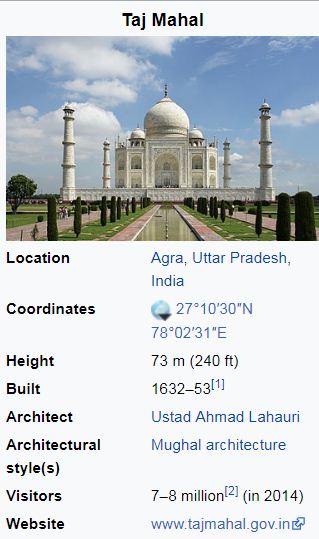 Taj Mahal
Location Agra, Uttar Pradesh,
India
Coordinates 27°10′30″N
78°02′31″E
Height 73 m (240 ft)
Built 1632–53[1]
Architect Ustad Ahmad Lahauri
Architectural Mughal architecture
style(s)
Visitors 7–8 million[2] (in 2014)
Website www.tajmahal.gov.in